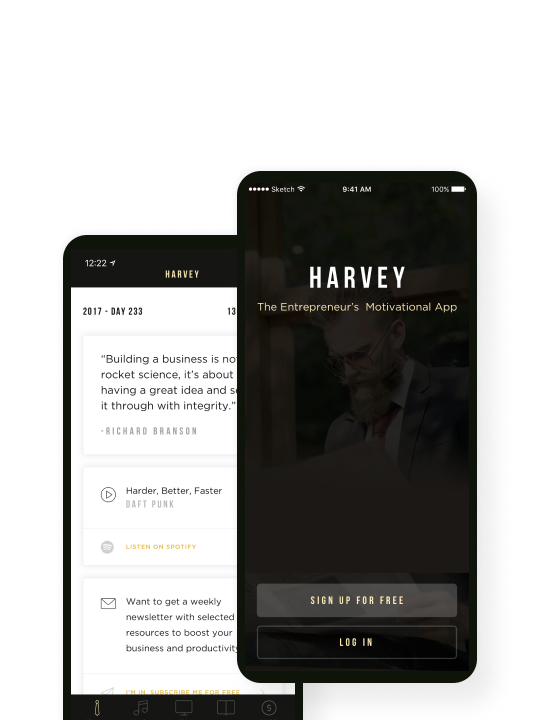 12:22
HARVEY
2017 - DAY 233
13
“Building a business is not
rocket science, it’s about
having a great idea and
it through with integrity.”
-RICHARD BRANSON
Harder, Better, Faster
DAFT PUNK
LISTEN ON SPOTIFY
Want to get a weekly
newsletter with selected
resources to boost your
business and productivity
I'M IN, SUBSCRIBE ME FOR FREE
Sketch 9:41 AM 100%
HARVEY
The Entrepreneur’s Motivational App
SIGN UP FOR FREE
LOG IN